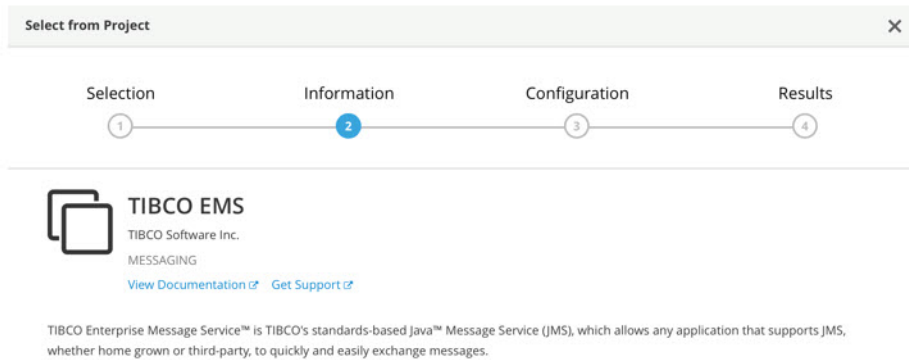 Select from Project
Selection Information Configuration Results
1 2 3 4
TIBCO EMS
TIBCO Software Inc.
MESSAGING
View Documentation Get Support
TIBCO Enterprise Message Service™ is TIBCO's standards-based Java™ Message Service (JMS), which allows any application that supports JMS,
whether home grown or third-party, to quickly and easily exchange messages.